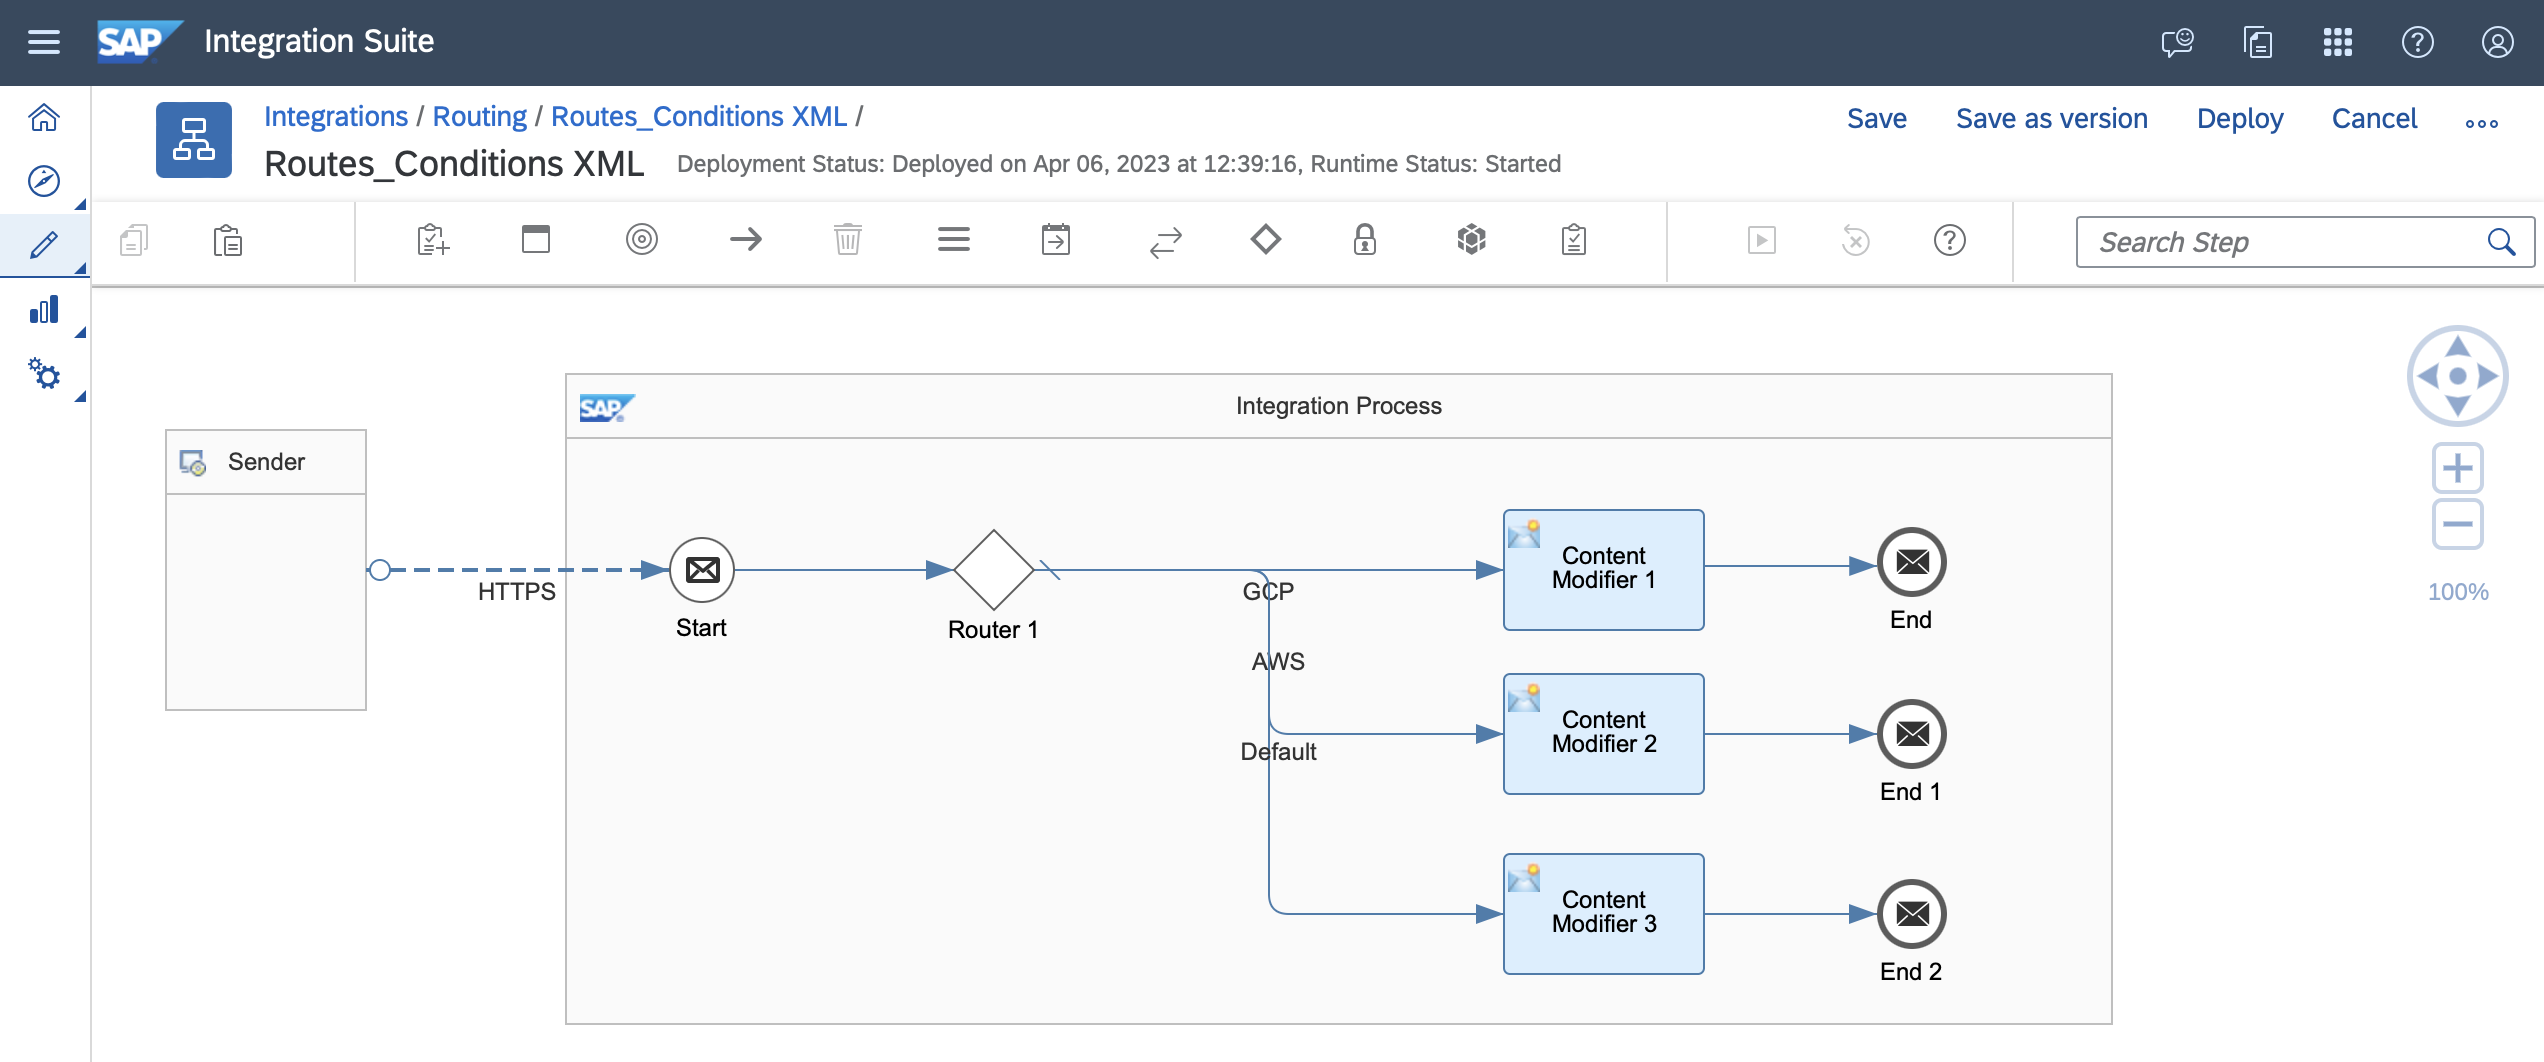 SAP Integration Suite
Integrations / Routing / Routes_Conditions XML /
Routes_Conditions XML Deployment Status: Deployed on Apr 06, 2023 at 12:39:16, Runtime Status: Started
Save Save as version Deploy Cancel
Search Step
SAP Integration Process
Sender
HTTPS
Start
Router 1
GCP
AWS
Default
Content
Modifier 1
End
Content
Modifier 2
End 1
Content
Modifier 3
End 2
100%